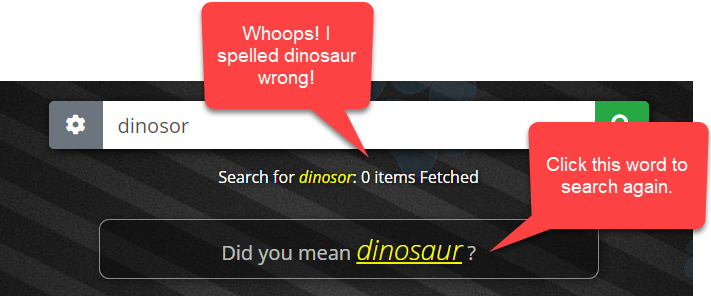 Whoops! I
spelled dinosaur
wrong!
dinosor
Search for dinosor: 0 items Fetched
Click this word to
search again.
Did you mean dinosaur ?